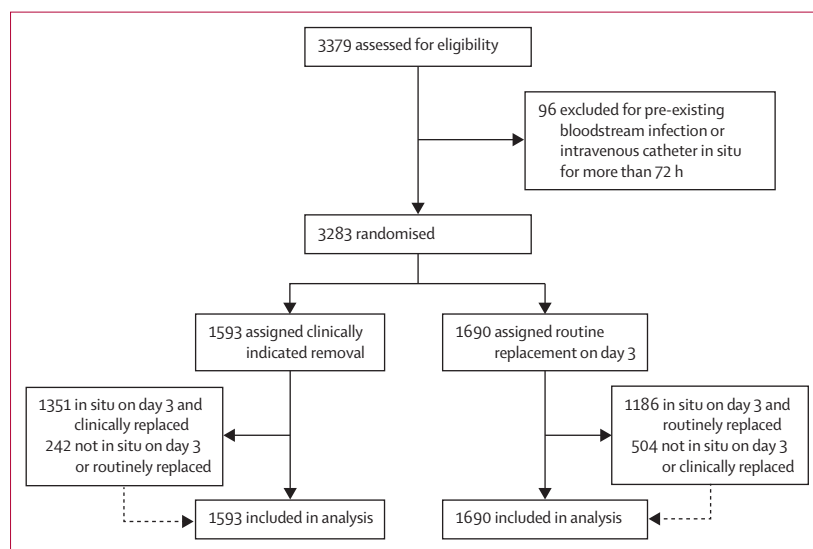 3379 assessed for eligibility
96 excluded for pre-existing
bloodstream infection or
intravenous catheter in situ
for more than 72 h
3283 randomised
1593 assigned clinically
indicated removal
1690 assigned routine
replacement on day 3
1351 in situ on day 3 and
clinically replaced
242 not in situ on day 3
or routinely replaced
1186 in situ on day 3 and
routinely replaced
504 not in situ on day 3
or clinically replaced
1593 included in analysis
1690 included in analysis